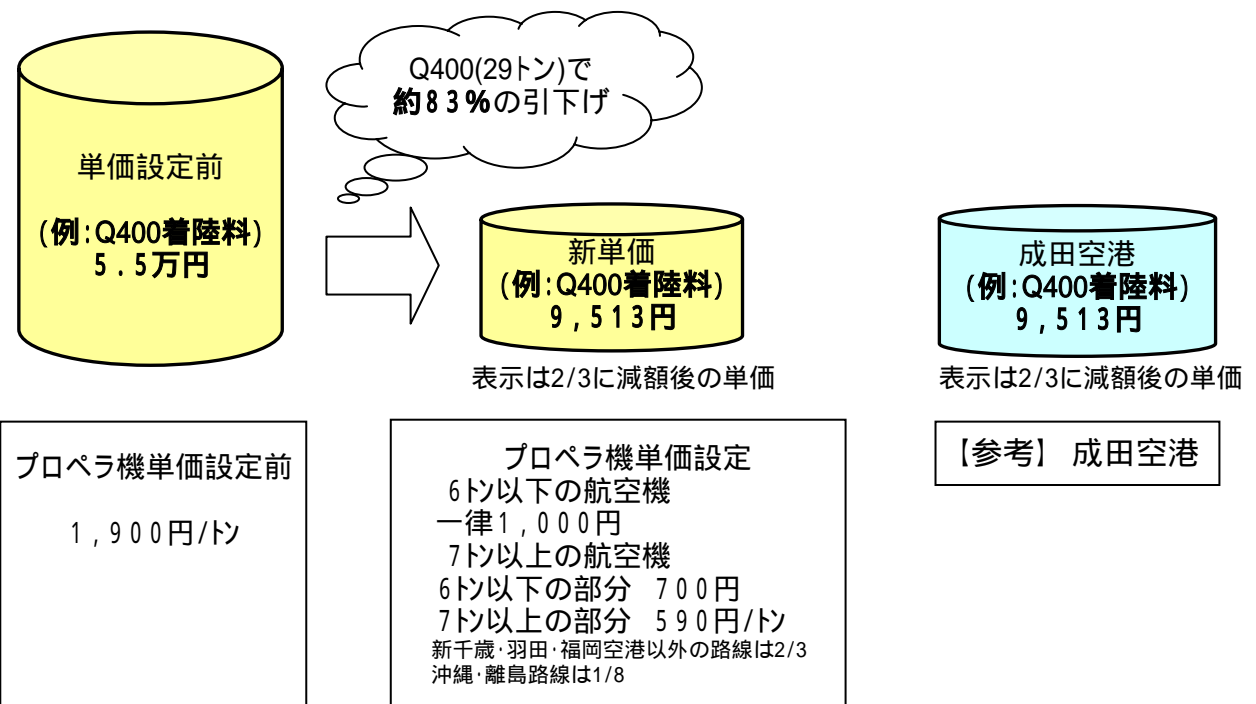 Q400(29トン)で
約83%の引下げ
単価設定前
(例:Q400着陸料)
5.5万円
新単価
(例:Q400着陸料)
9,513円
表示は2/3に減額後の単価
成田空港
(例:Q400着陸料)
9,513円
表示は2/3に減額後の単価
プロペラ機単価設定前
1,900円/トン
プロペラ機単価設定
6トン以下の航空機
一律1,000円
7トン以上の航空機
6トン以下の部分 700円
7トン以上の部分 590円/トン
新千歳・羽田・福岡空港以外の路線は2/3
沖縄・離島路線は1/8
【参考】 成田空港